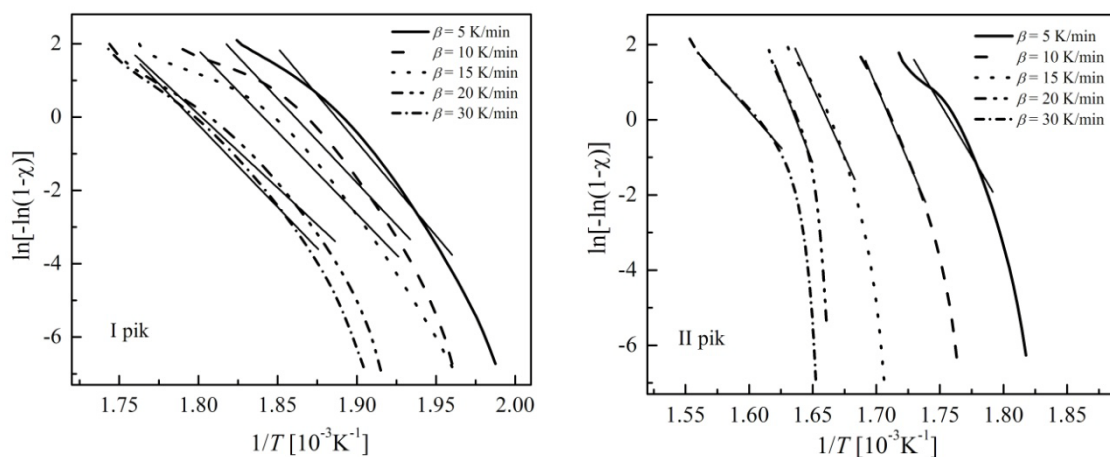 β = 5 K/min
β = 10 K/min
β = 15 K/min
β = 20 K/min
β = 30 K/min
2
0
-2
-4
-6
ln[-ln(1-χ)]
I pik
1.75 1.80 1.85 1.90 1.95 2.00
1/T [10⁻³K⁻¹]
β = 5 K/min
β = 10 K/min
β = 15 K/min
β = 20 K/min
β = 30 K/min
2
0
-2
-4
-6
ln[-ln(1-χ)]
II pik
1.55 1.60 1.65 1.70 1.75 1.80 1.85
1/T [10⁻³K⁻¹]